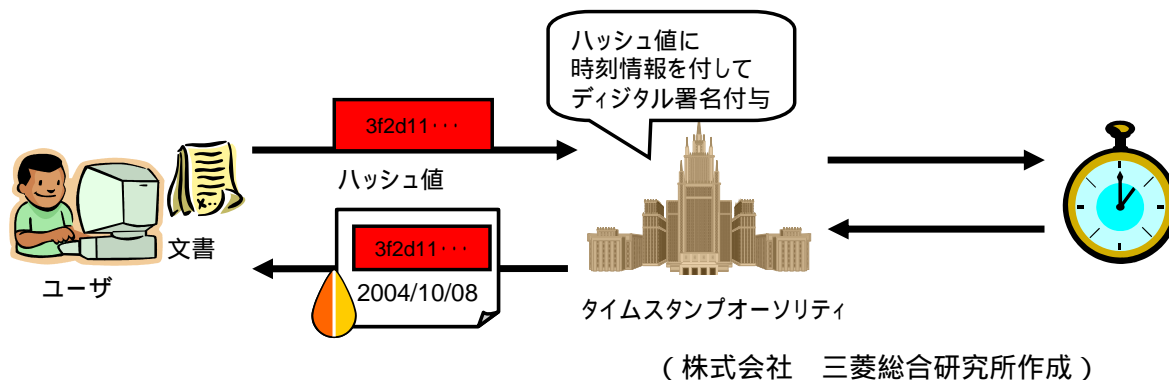 ハッシュ値に
時刻情報を付して
ディジタル署名付与
3f2d11･･･
ハッシュ値
x...
文書
ユーザ
3f2d11･･･
2004/10/08
タイムスタンプオーソリティ
(株式会社　三菱総合研究所作成)